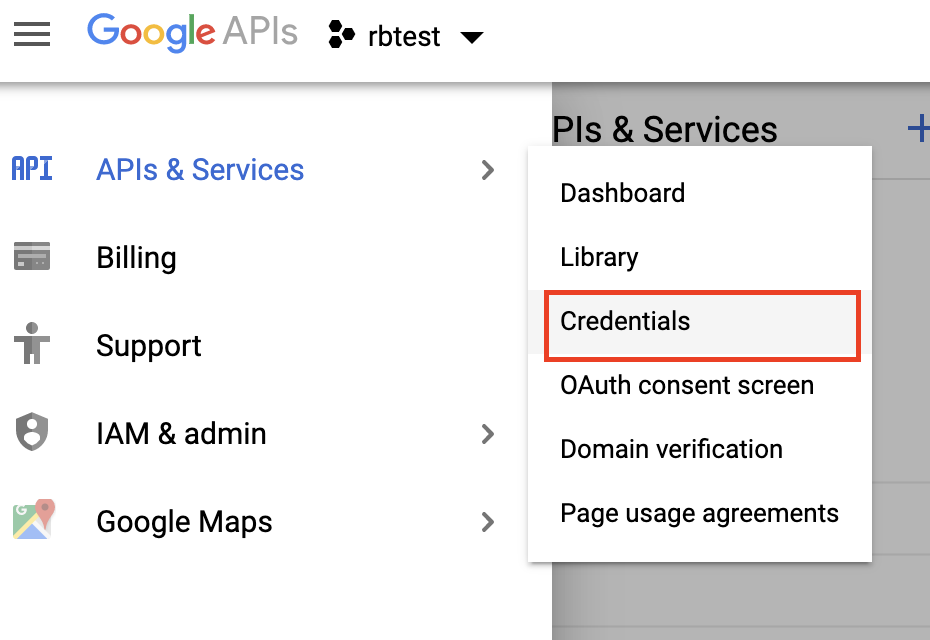 Google APIs rbtest
PIs & Services
API APIs & Services
Billing
Support
IAM & admin
Google Maps
Dashboard
Library
Credentials
OAuth consent screen
Domain verification
Page usage agreements